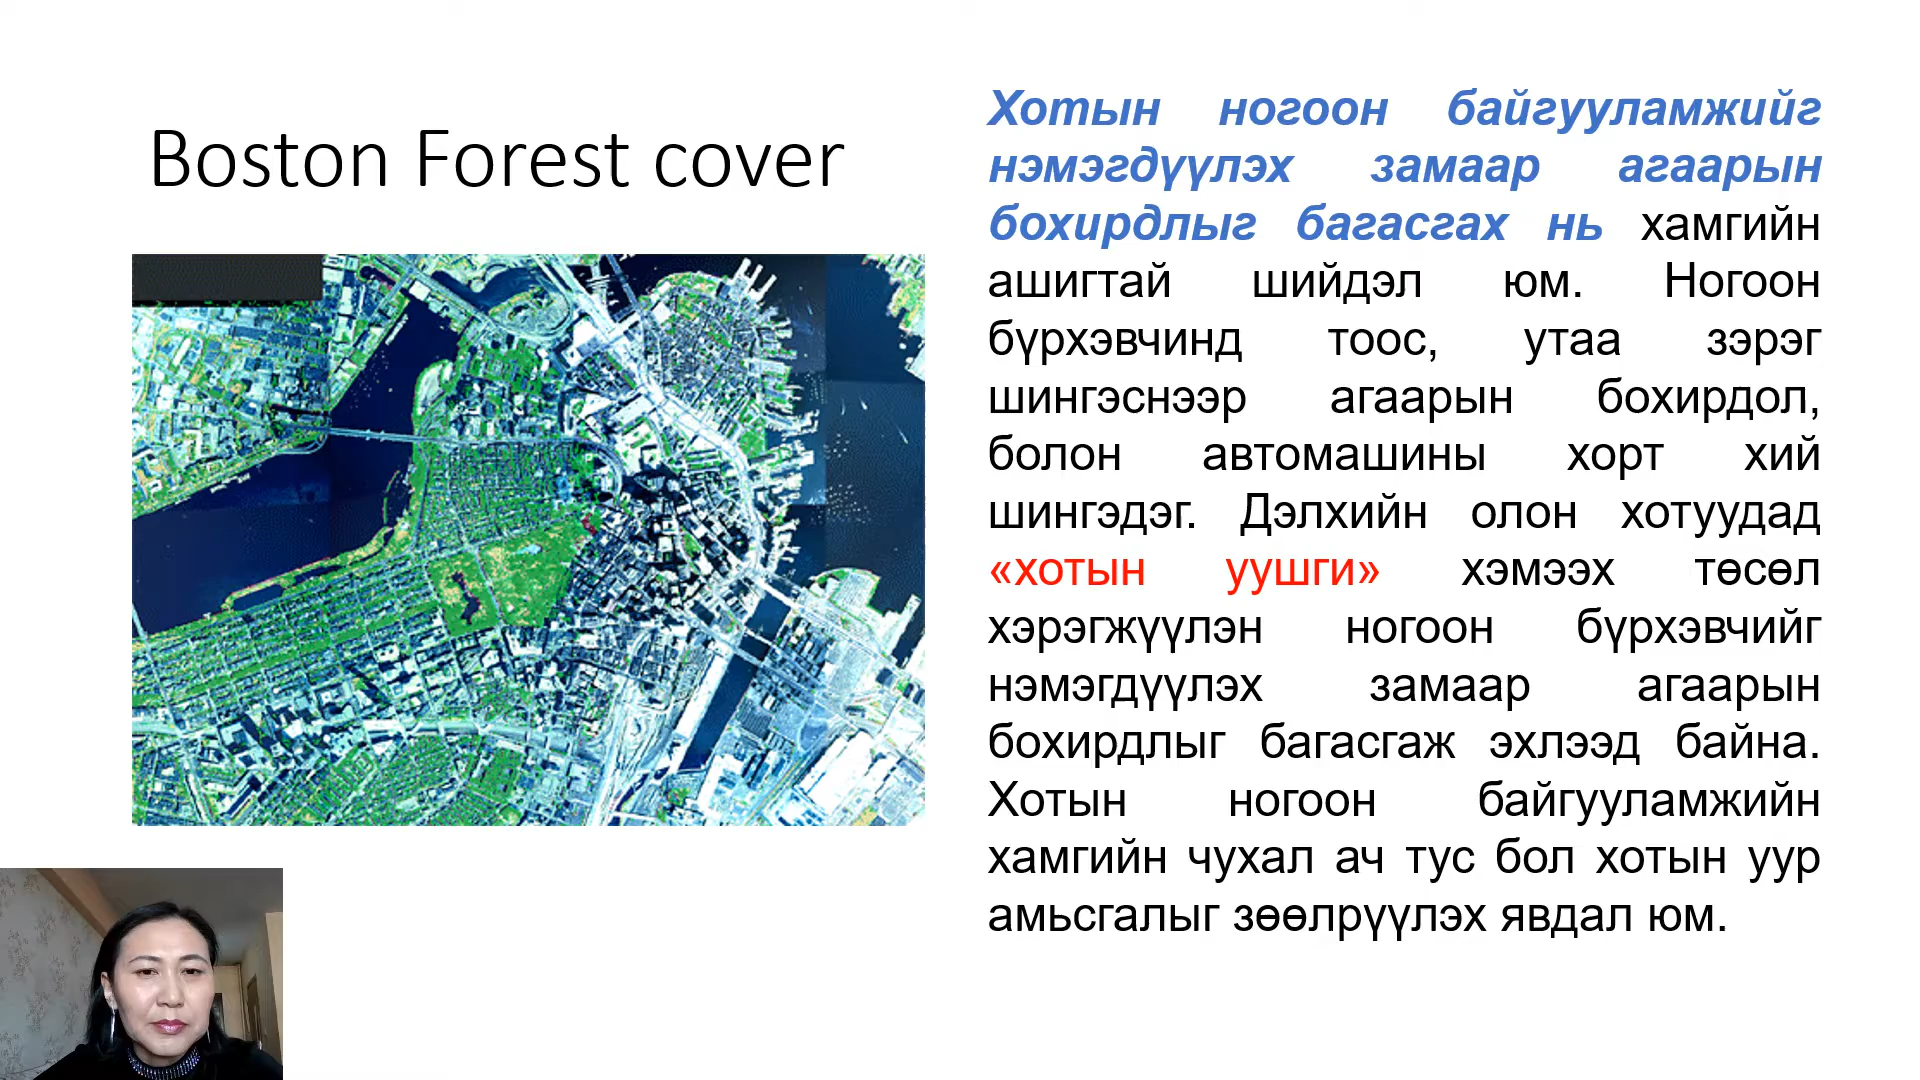 Boston Forest cover
Хотын ногоон байгууламжийг
нэмэгдүүлэх замаар агаарын
бохирдлыг багасгах нь хамгийн
ашигтай шийдэл юм. Ногоон
бүрхэвчинд тоос, утаа зэрэг
шингэснээр агаарын бохирдол,
болон автомашины хорт хий
шингэдэг. Дэлхийн олон хотуудад
«хотын уушги» хэмээх төсөл
хэрэгжүүлэн ногоон бүрхэвчийг
нэмэгдүүлэх замаар агаарын
бохирдлыг багасгаж эхлээд байна.
Хотын ногоон байгууламжийн
хамгийн чухал ач тус бол хотын уур
амьсгалыг зөөлрүүлэх явдал юм.